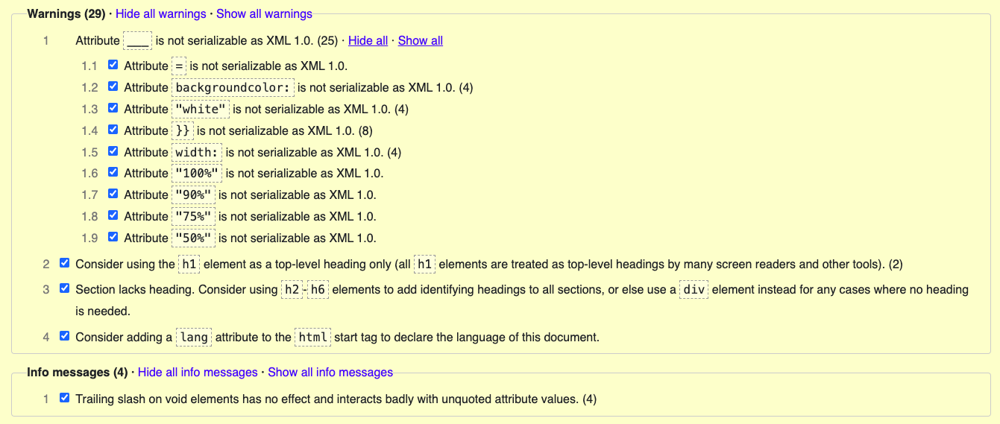 Warnings (29) · Hide all warnings · Show all warnings
1 Attribute ___ is not serializable as XML 1.0. (25) · Hide all · Show all
1.1 Attribute = is not serializable as XML 1.0.
1.2 Attribute backgroundcolor: is not serializable as XML 1.0. (4)
1.3 Attribute "white" is not serializable as XML 1.0. (4)
1.4 Attribute }} is not serializable as XML 1.0. (8)
1.5 Attribute width: is not serializable as XML 1.0. (4)
1.6 Attribute "100%" is not serializable as XML 1.0.
1.7 Attribute "90%" is not serializable as XML 1.0.
1.8 Attribute "75%" is not serializable as XML 1.0.
1.9 Attribute "50%" is not serializable as XML 1.0.
2 Consider using the h1 element as a top-level heading only (all h1 elements are treated as top-level headings by many screen readers and other tools). (2)
3 Section lacks heading. Consider using h2-h6 elements to add identifying headings to all sections, or else use a div element instead for any cases where no heading
is needed.
4 Consider adding a lang attribute to the html start tag to declare the language of this document.
Info messages (4) · Hide all info messages · Show all info messages
1 Trailing slash on void elements has no effect and interacts badly with unquoted attribute values. (4)